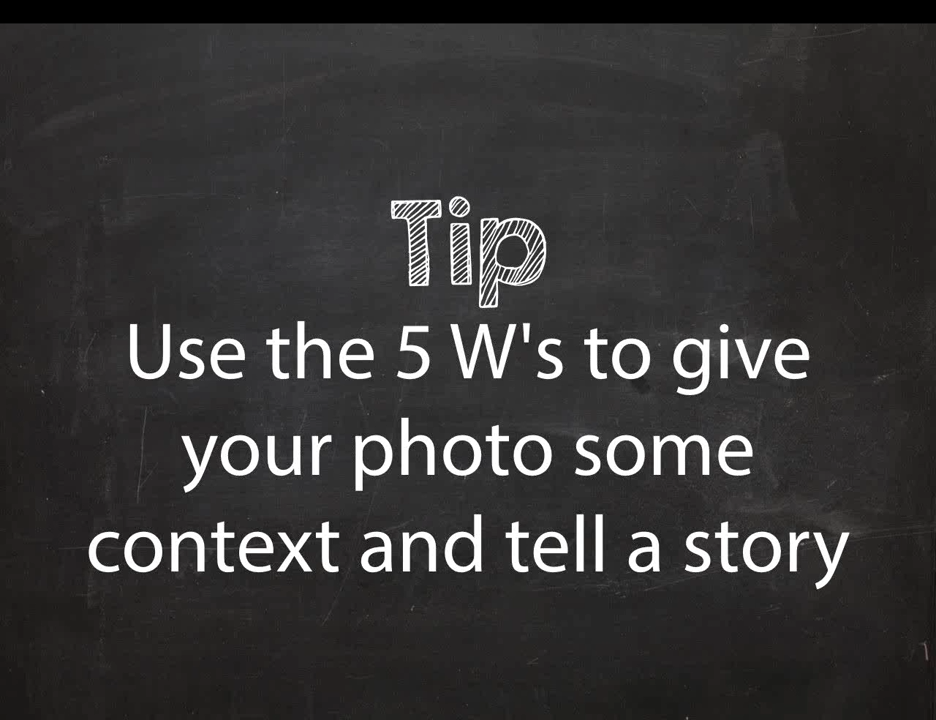 Tip
Use the 5 W's to give
your photo some
context and tell a story